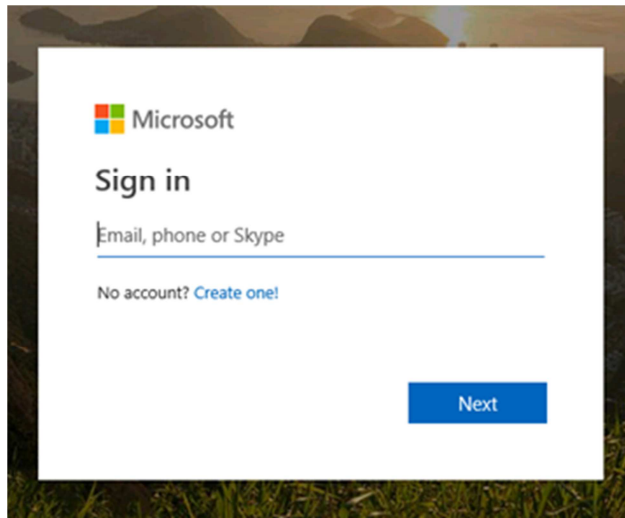 Microsoft
Sign in
Email, phone or Skype
No account? Create one!
Next